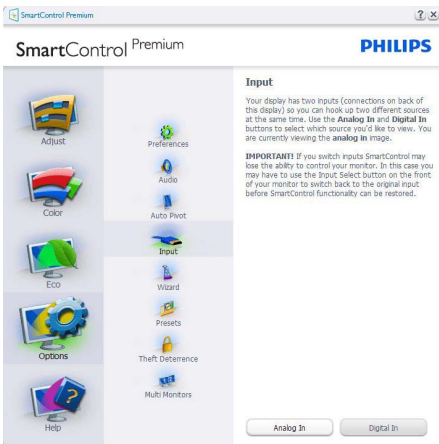 SmartControl Premium
SmartControl Premium
PHILIPS
Adjust
Color
Eco
Options
Help
Preferences
Audio
Auto Pivot
Input
Wizard
Presets
Theft Deterrence
Multi Monitors
Input
Your display has two inputs (connections on back of
this display) so you can hook up two different sources
at the same time. Use the Analog In and Digital In
buttons to select which source you'd like to view. You
are currently viewing the analog in image.
IMPORTANT! If you switch inputs SmartControl may
lose the ability to control your monitor. In this case you
may have to use the Input Select button on the front
of your monitor to switch back to the original input
before SmartControl functionality can be restored.
Analog In
Digital In